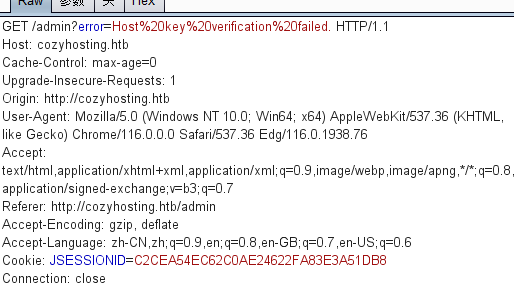 Raw 参数 头 Hex
GET /admin?error=Host%20key%20verification%20failed. HTTP/1.1
Host: cozyhosting.htb
Cache-Control: max-age=0
Upgrade-Insecure-Requests: 1
Origin: http://cozyhosting.htb
User-Agent: Mozilla/5.0 (Windows NT 10.0; Win64; x64) AppleWebKit/537.36 (KHTML,
like Gecko) Chrome/116.0.0.0 Safari/537.36 Edg/116.0.1938.76
Accept:
text/html,application/xhtml+xml,application/xml;q=0.9,image/webp,image/apng,*/*;q=0.8,
application/signed-exchange;v=b3;q=0.7
Referer: http://cozyhosting.htb/admin
Accept-Encoding: gzip, deflate
Accept-Language: zh-CN,zh;q=0.9,en;q=0.8,en-GB;q=0.7,en-US;q=0.6
Cookie: JSESSIONID=C2CEA54EC62C0AE24622FA83E3A51DB8
Connection: close